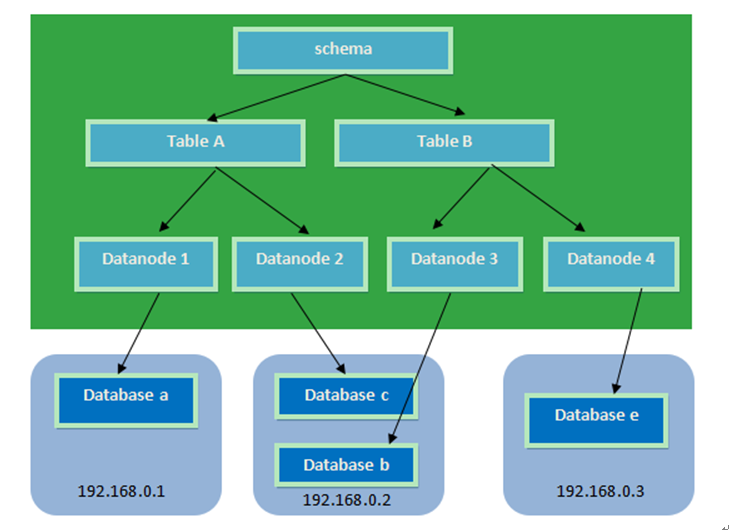 schema
Table A
Table B
Datanode 1
Datanode 2
Datanode 3
Datanode 4
Database a
Database c
Database e
Database b
192.168.0.1
192.168.0.2
192.168.0.3